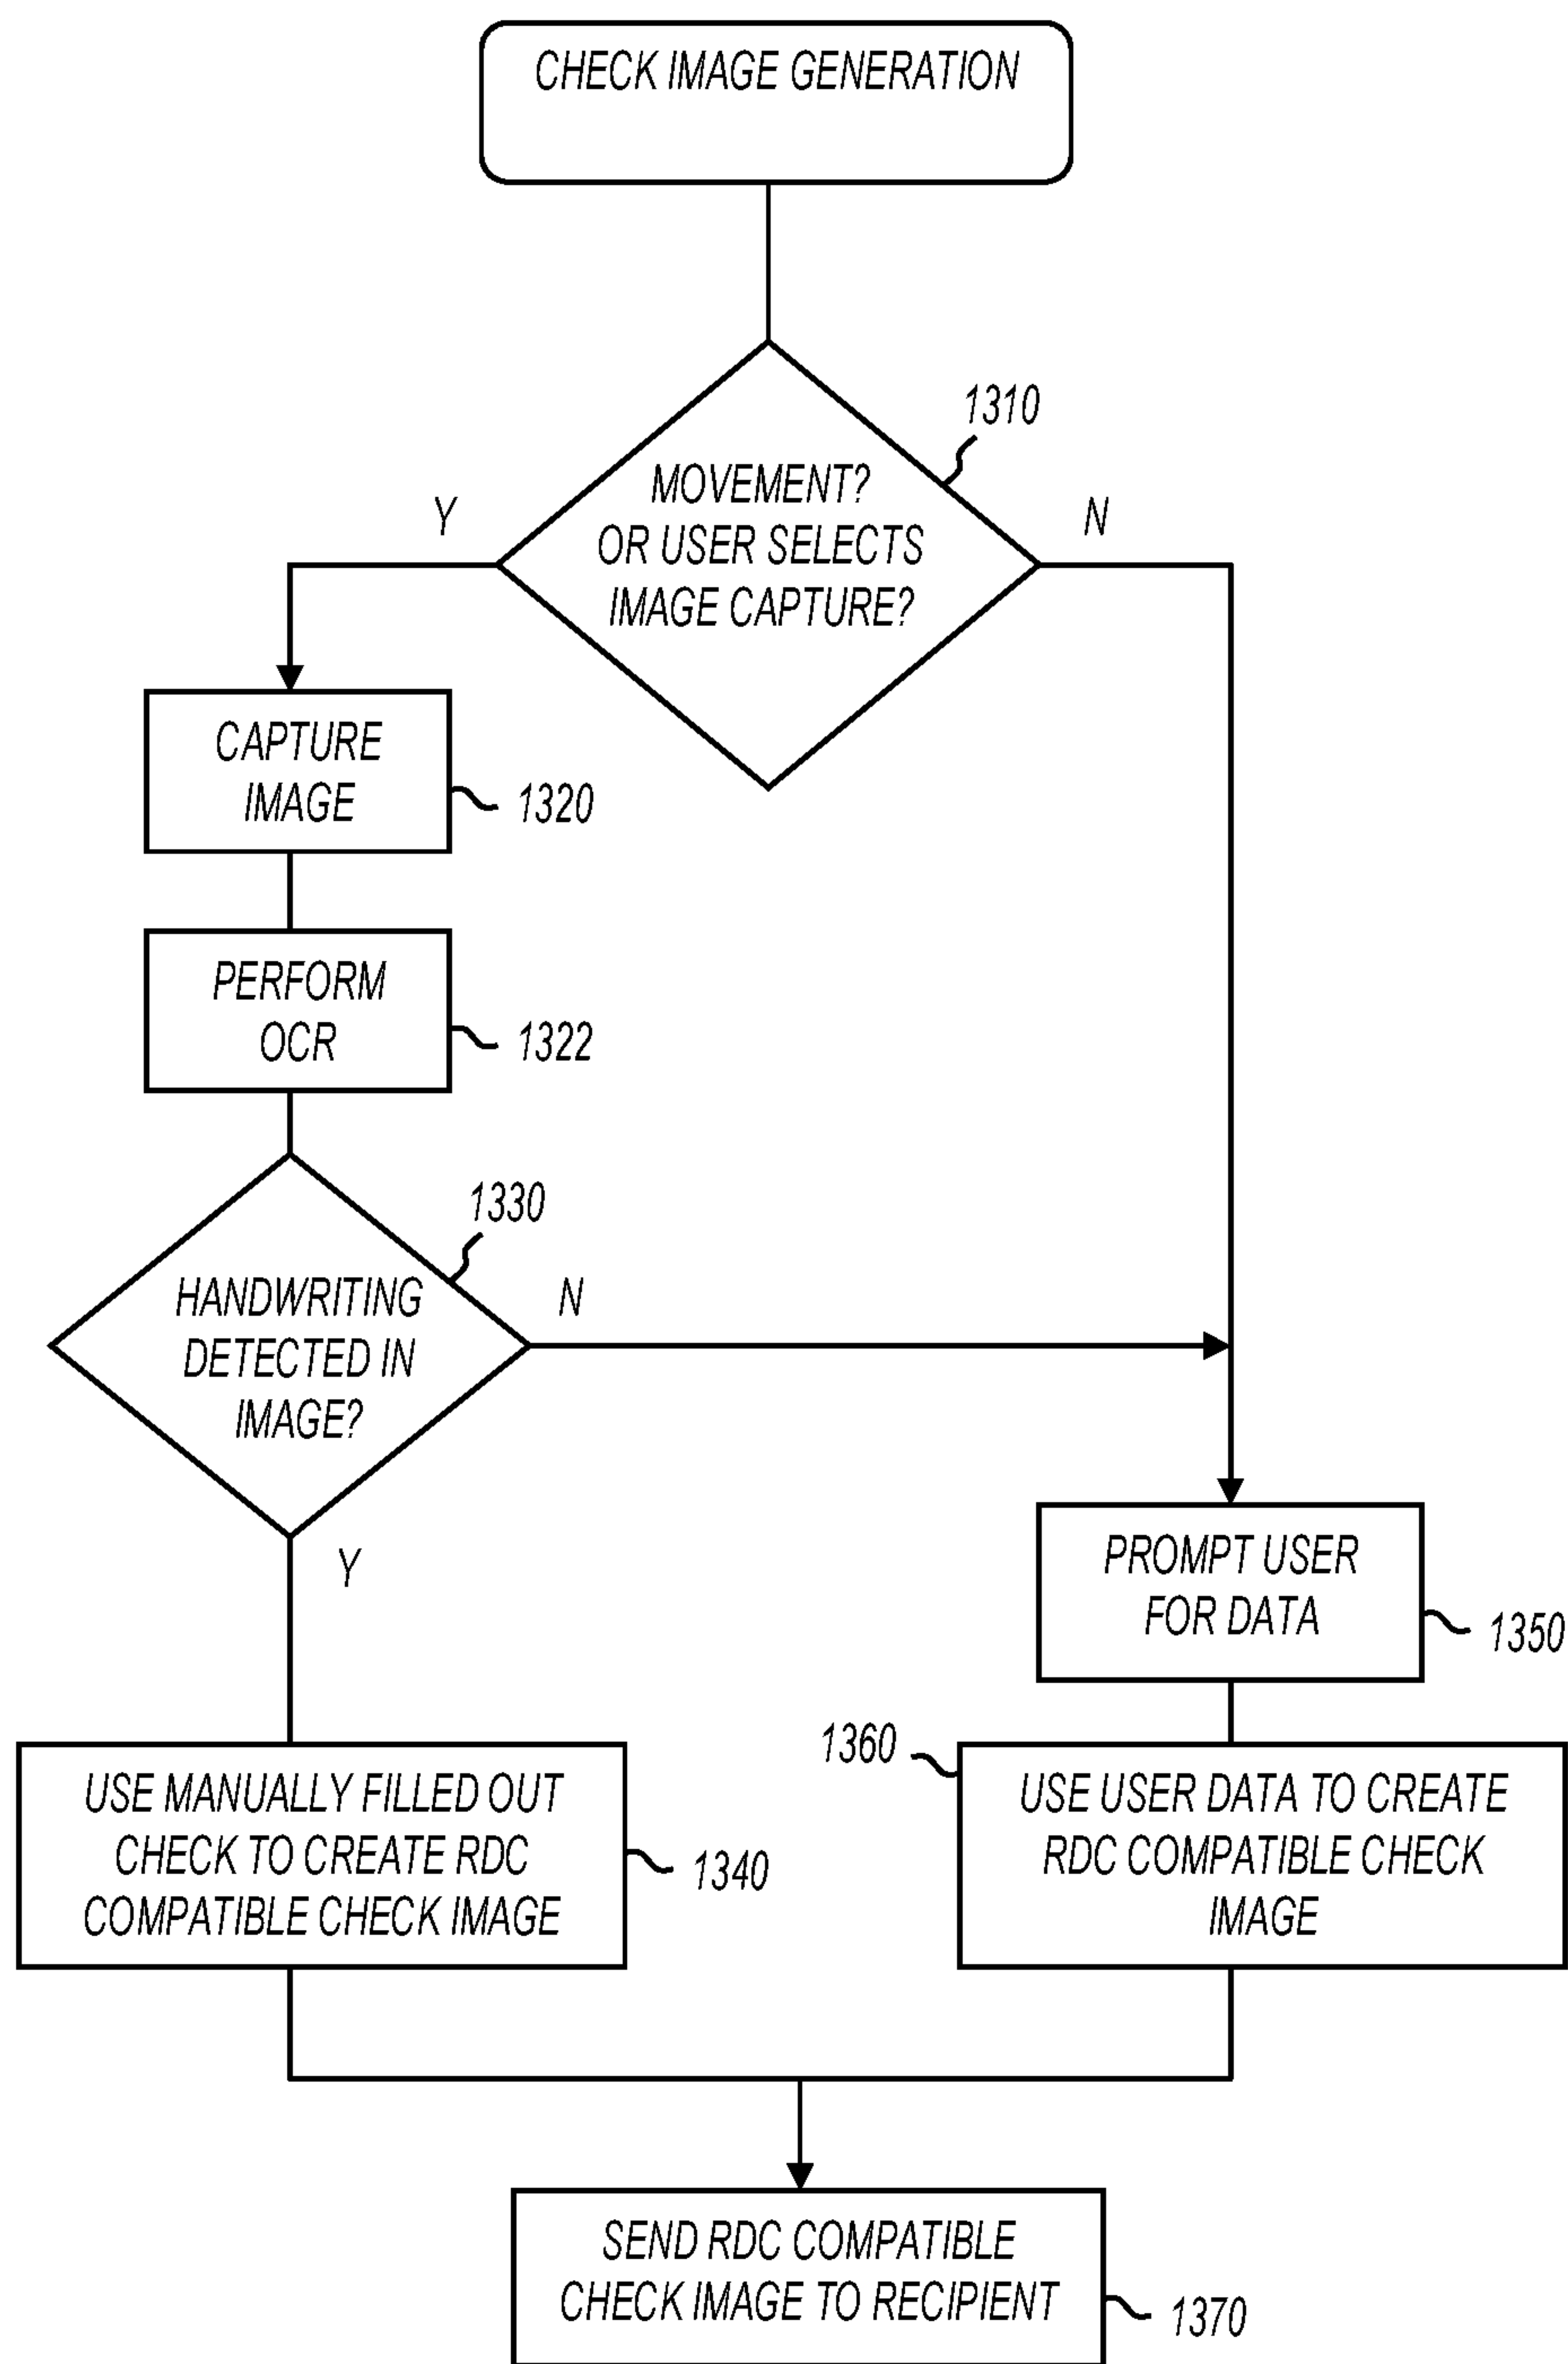 CHECK IMAGE GENERATION
1310
MOVEMENT?
OR USER SELECTS
IMAGE CAPTURE?
Y
N
CAPTURE
IMAGE
1320
PERFORM
OCR
1322
1330
HANDWRITING
DETECTED IN
IMAGE?
N
Y
PROMPT USER
FOR DATA
1350
USE MANUALLY FILLED OUT
CHECK TO CREATE RDC
COMPATIBLE CHECK IMAGE
1340
1360
USE USER DATA TO CREATE
RDC COMPATIBLE CHECK
IMAGE
SEND RDC COMPATIBLE
CHECK IMAGE TO RECIPIENT
1370